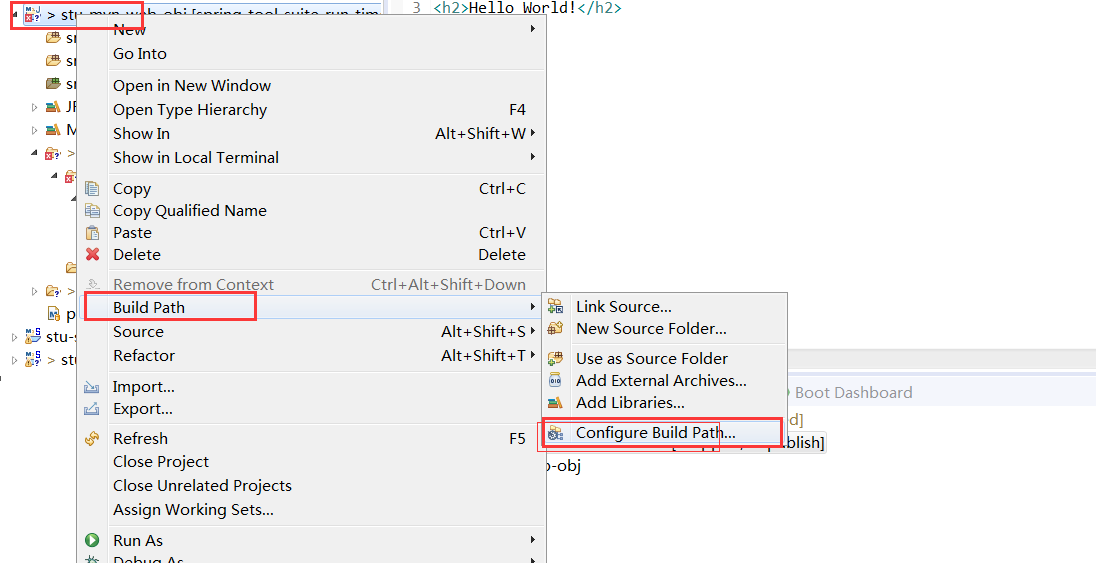 3 <h2>Hello World!</h2>
> stu-mvn-web-obj [spring-tool-suite-run-tim
New
Go Into
Open in New Window
Open Type Hierarchy F4
Show In Alt+Shift+W
Show in Local Terminal
Copy Ctrl+C
Copy Qualified Name
Paste Ctrl+V
Delete Delete
Remove from Context Ctrl+Alt+Shift+Down
Build Path
Source Alt+Shift+S
Refactor Alt+Shift+T
Import...
Export...
Refresh F5
Close Project
Close Unrelated Projects
Assign Working Sets...
Run As
Debug As
Link Source...
New Source Folder...
Use as Source Folder
Add External Archives...
Add Libraries...
Configure Build Path...
Boot Dashboard